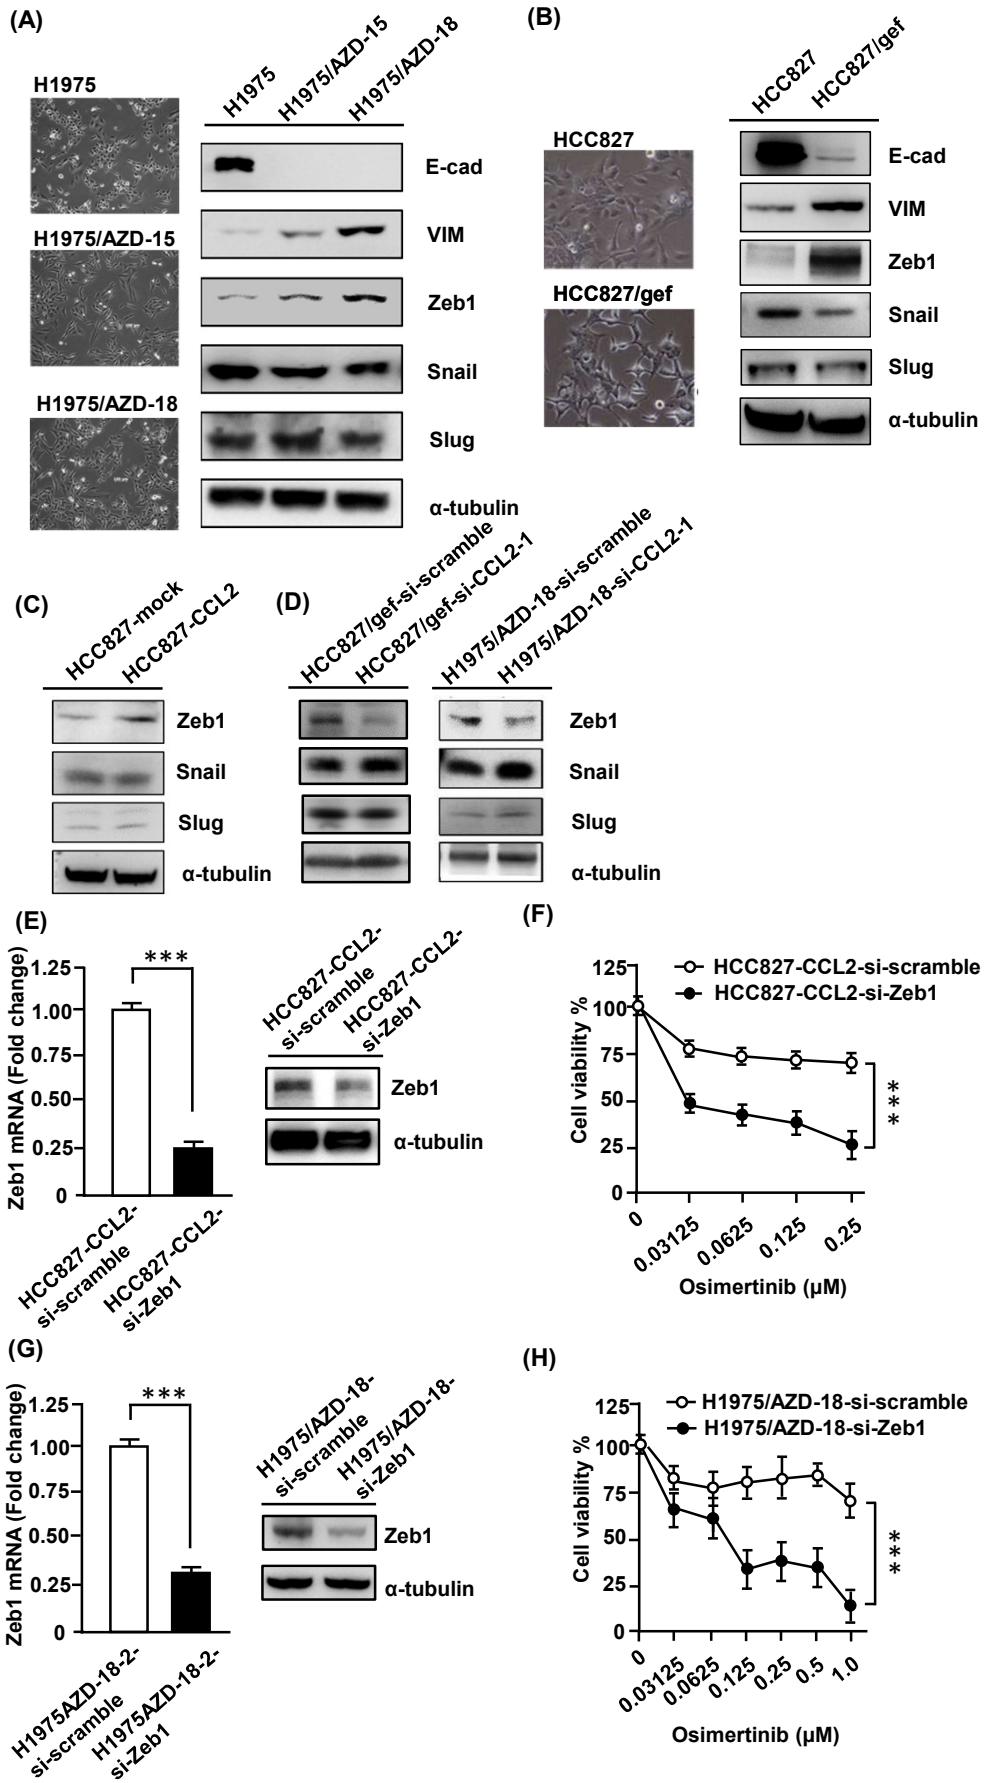 (A)
H1975
H1975/AZD-15
H1975/AZD-18
H1975
H1975/AZD-15
H1975/AZD-18
E-cad
VIM
Zeb1
Snail
Slug
α-tubulin
(B)
HCC827
HCC827/gef
HCC827
HCC827/gef
E-cad
VIM
Zeb1
Snail
Slug
α-tubulin
(C)
HCC827-mock
HCC827-CCL2
Zeb1
Snail
Slug
α-tubulin
(D)
HCC827/gef-si-scramble
HCC827/gef-si-CCL2-1
H1975/AZD-18-si-scramble
H1975/AZD-18-si-CCL2-1
Zeb1
Snail
Slug
α-tubulin
(E)
Zeb1 mRNA (Fold change)
1.25
1.00
0.75
0.50
0.25
0
***
HCC827-CCL2-
si-scramble
HCC827-CCL2-
si-Zeb1
HCC827-CCL2-
si-scramble
HCC827-CCL2-
si-Zeb1
Zeb1
α-tubulin
(F)
HCC827-CCL2-si-scramble
HCC827-CCL2-si-Zeb1
Cell viability %
125
100
75
50
25
0
***
0
0.03125
0.0625
0.125
0.25
Osimertinib (μM)
(G)
Zeb1 mRNA (Fold change)
1.25
1.00
0.75
0.50
0.25
0
***
H1975AZD-18-2-
si-scramble
H1975AZD-18-2-
si-Zeb1
H1975/AZD-18-
si-scramble
H1975/AZD-18-
si-Zeb1
Zeb1
α-tubulin
(H)
H1975/AZD-18-si-scramble
H1975/AZD-18-si-Zeb1
Cell viability %
125
100
75
50
25
0
***
0
0.03125
0.0625
0.125
0.25
0.5
1.0
Osimertinib (μM)